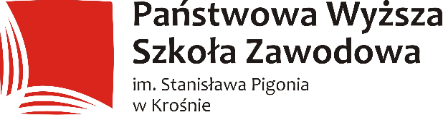 Państwowa Wyższa
Szkoła Zawodowa
im. Stanisława Pigonia
w Krośnie